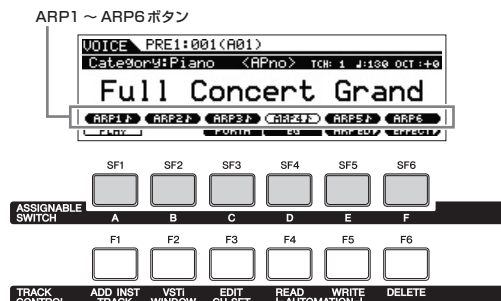 ARP1 ～ ARP6ボタン
VOICE PRE1:001(A01)
Category:Piano <APno> TCH: 1 ♩:130 OCT :+0
Full Concert Grand
ARP1♪ ARP2♪ ARP3♪ ARP4♪ ARP5♪ ARP6
PLAY PORTA EG ARP ED EFFECT
SF1 SF2 SF3 SF4 SF5 SF6
ASSIGNABLE
SWITCH A B C D E F
F1 F2 F3 F4 F5 F6
TRACK ADD INST VSTi EDIT READ WRITE DELETE
CONTROL TRACK WINDOW CH SET AUTOMATION